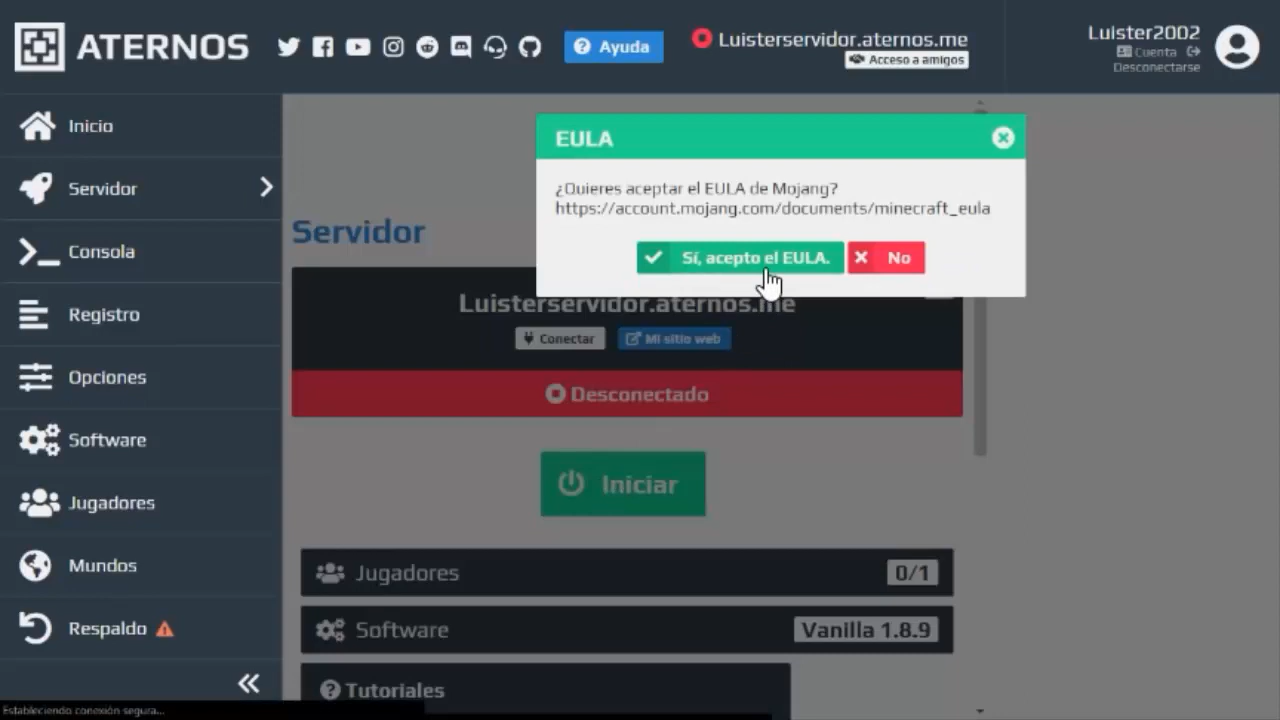 ATERNOS
Ayuda
Luisterservidor.aternos.me
Acceso a amigos
Luister2002
Cuenta
Desconectarse
Inicio
Servidor
Consola
Registro
Opciones
Software
Jugadores
Mundos
Respaldo
EULA
¿Quieres aceptar el EULA de Mojang?
https://account.mojang.com/documents/minecraft_eula
Sí, acepto el EULA.
No
Servidor
Luisterservidor.aternos.me
Conectar
Mi sitio web
Desconectado
Iniciar
Jugadores
0/1
Software
Vanilla 1.8.9
Tutoriales
Estableciendo conexión segura...